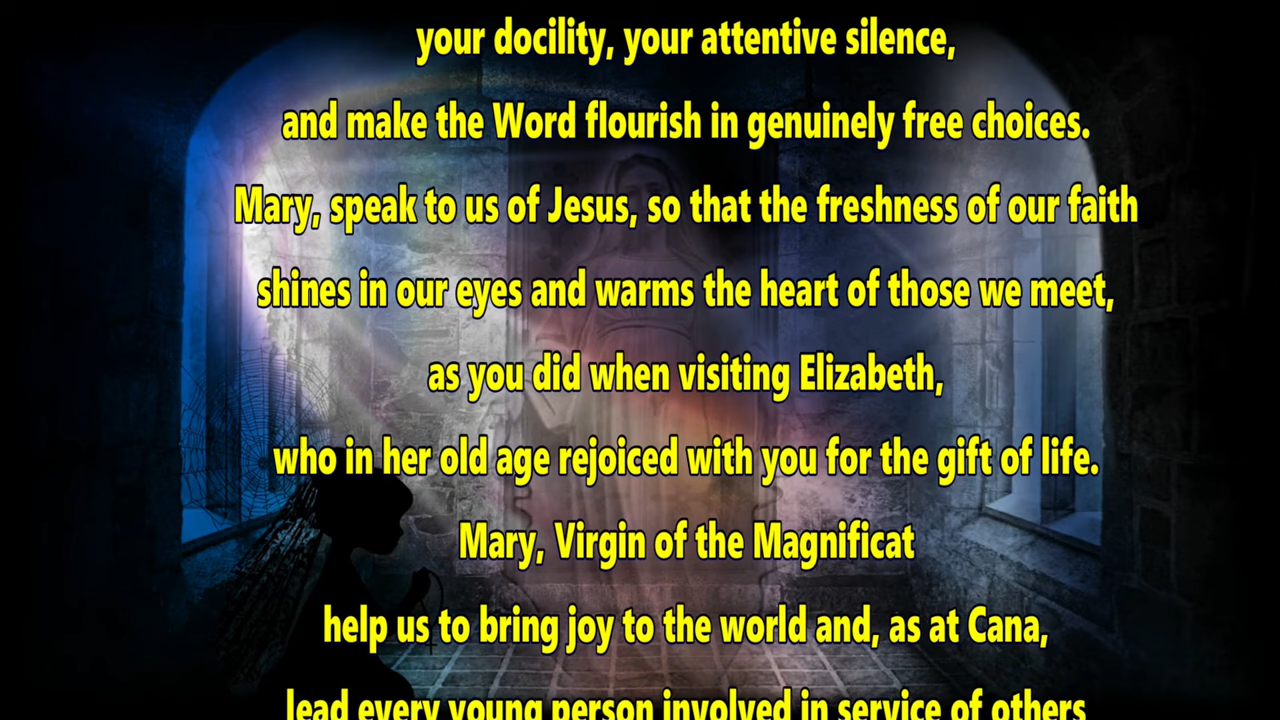 your docility, your attentive silence,
and make the Word flourish in genuinely free choices.
Mary, speak to us of Jesus, so that the freshness of our faith
shines in our eyes and warms the heart of those we meet,
as you did when visiting Elizabeth,
who in her old age rejoiced with you for the gift of life.
Mary, Virgin of the Magnificat
help us to bring joy to the world and, as at Cana,
lead every young person involved in service of others